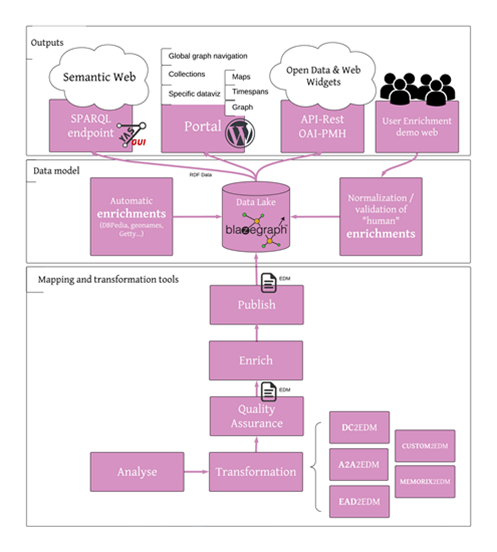 Outputs
Semantic Web
SPARQL
endpoint
YAS
GUI
Global graph navigation
Collections
Specific dataviz
Maps
Timespans
Graph
Portal
Open Data & Web
Widgets
API-Rest
OAI-PMH
User Enrichment
demo web
Data model
RDF Data
Automatic
enrichments
(DBPedia, geonames,
Getty...)
Data Lake
blazegraph
Normalization /
validation of
"human"
enrichments
Mapping and transformation tools
EDM
Publish
Enrich
EDM
Quality
Assurance
Analyse
Transformation
DC2EDM
A2A2EDM
EAD2EDM
CUSTOM2EDM
MEMORIX2EDM